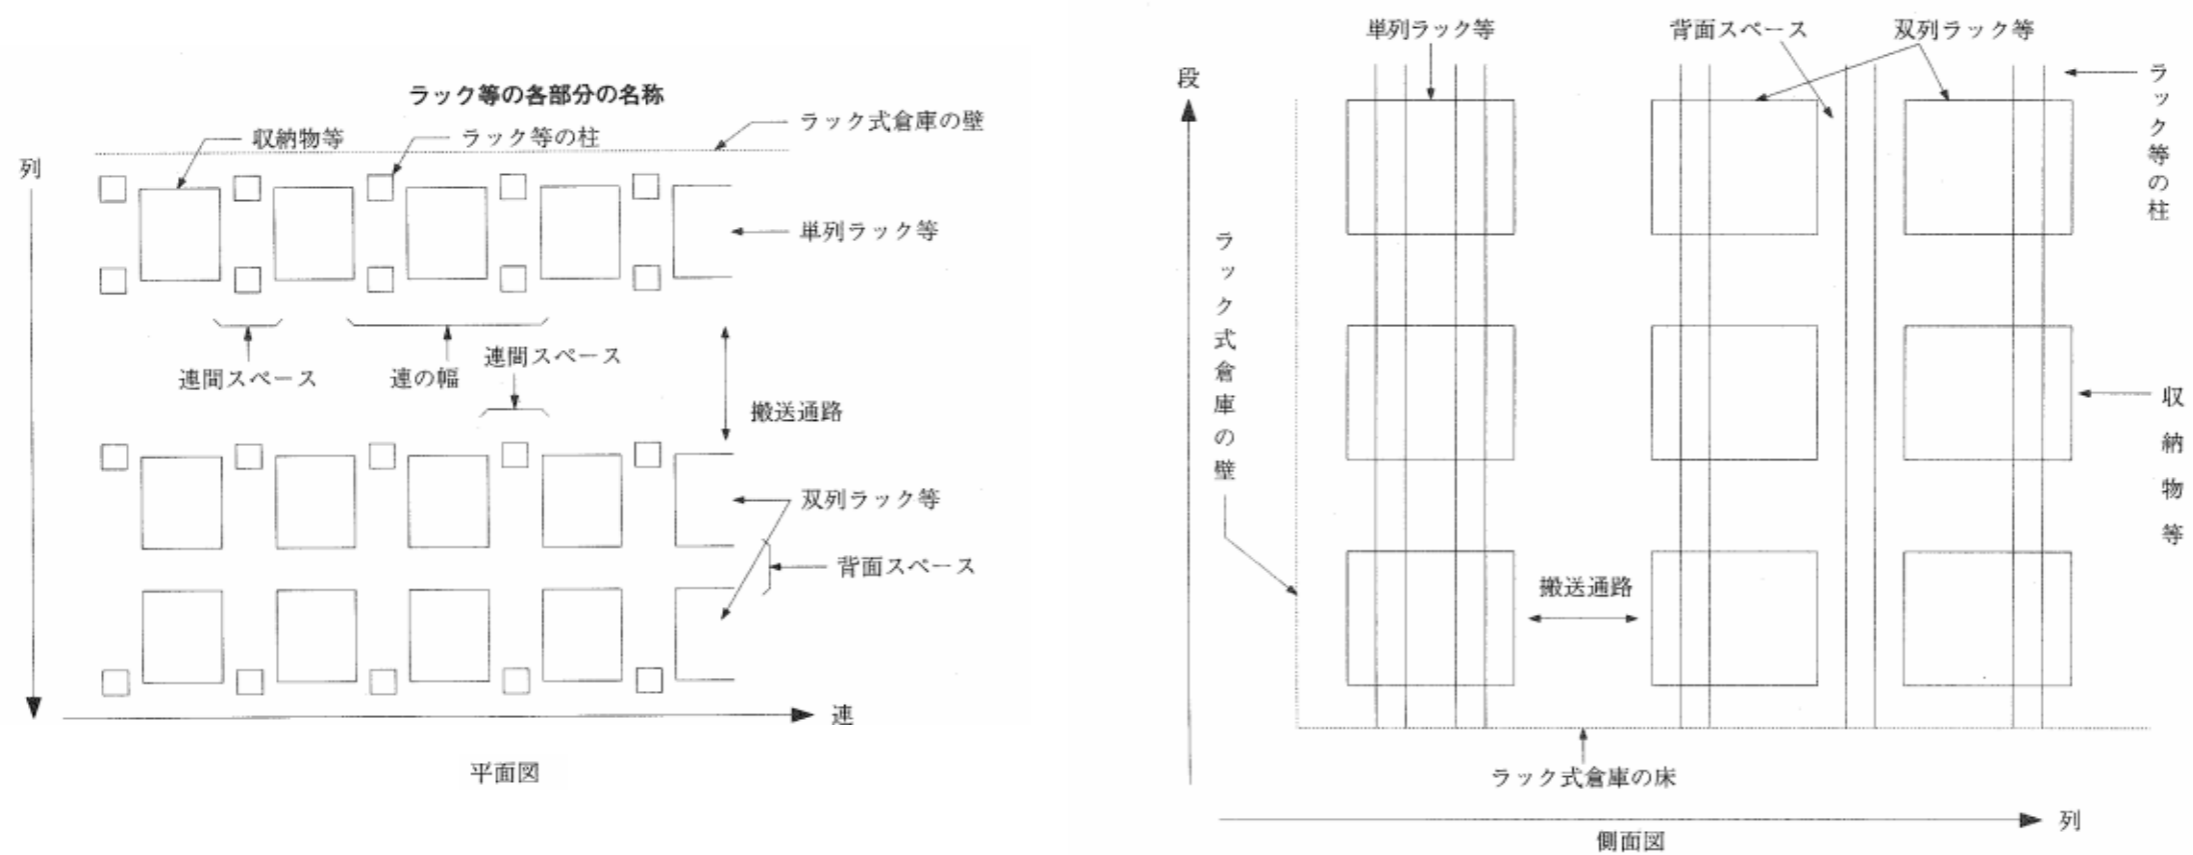 ラック等の各部分の名称
収納物等
ラック等の柱
ラック式倉庫の壁
列
単列ラック等
連間スペース
連の幅
連間スペース
搬送通路
双列ラック等
背面スペース
連
平面図
単列ラック等
背面スペース
双列ラック等
段
ラック等の柱
ラック式倉庫の壁
収納物等
搬送通路
ラック式倉庫の床
列
側面図